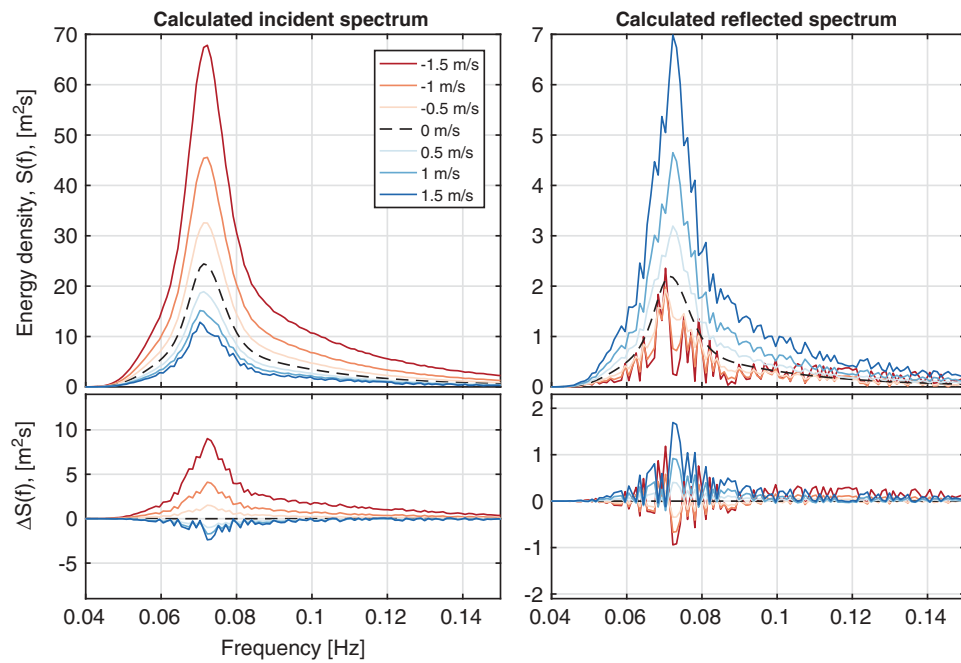 Calculated incident spectrum
Calculated reflected spectrum
70
60
50
40
30
20
10
0
Energy density, S(f), [m²s]
-1.5 m/s
-1 m/s
-0.5 m/s
0 m/s
0.5 m/s
1 m/s
1.5 m/s
7
6
5
4
3
2
1
0
10
5
0
-5
ΔS(f), [m²s]
2
1
0
-1
-2
0.04
0.06
0.08
0.1
0.12
0.14
Frequency [Hz]
0.04
0.06
0.08
0.1
0.12
0.14
Frequency [Hz]